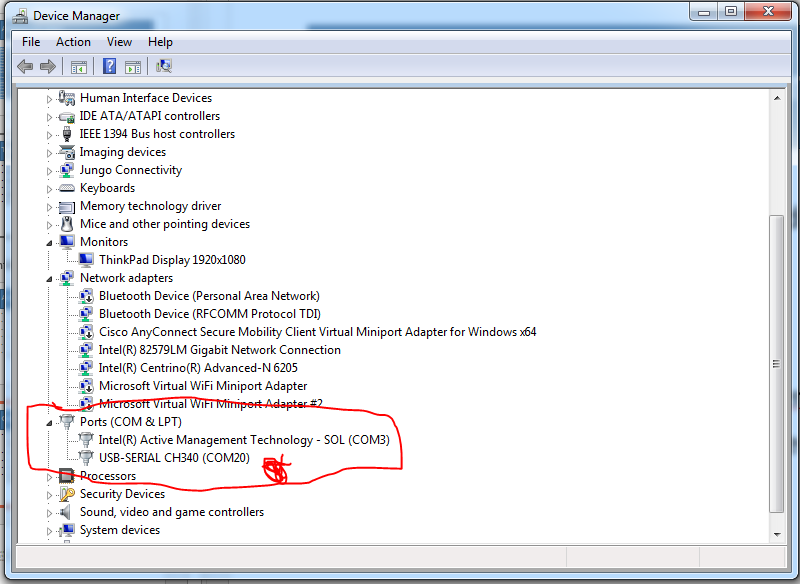 Device Manager
File Action View Help
Human Interface Devices
IDE ATA/ATAPI controllers
IEEE 1394 Bus host controllers
Imaging devices
Jungo Connectivity
Keyboards
Memory technology driver
Mice and other pointing devices
Monitors
ThinkPad Display 1920x1080
Network adapters
Bluetooth Device (Personal Area Network)
Bluetooth Device (RFCOMM Protocol TDI)
Cisco AnyConnect Secure Mobility Client Virtual Miniport Adapter for Windows x64
Intel(R) 82579LM Gigabit Network Connection
Intel(R) Centrino(R) Advanced-N 6205
Microsoft Virtual WiFi Miniport Adapter
Microsoft Virtual WiFi Miniport Adapter #2
Ports (COM & LPT)
Intel(R) Active Management Technology - SOL (COM3)
USB-SERIAL CH340 (COM20)
Processors
Security Devices
Sound, video and game controllers
System devices